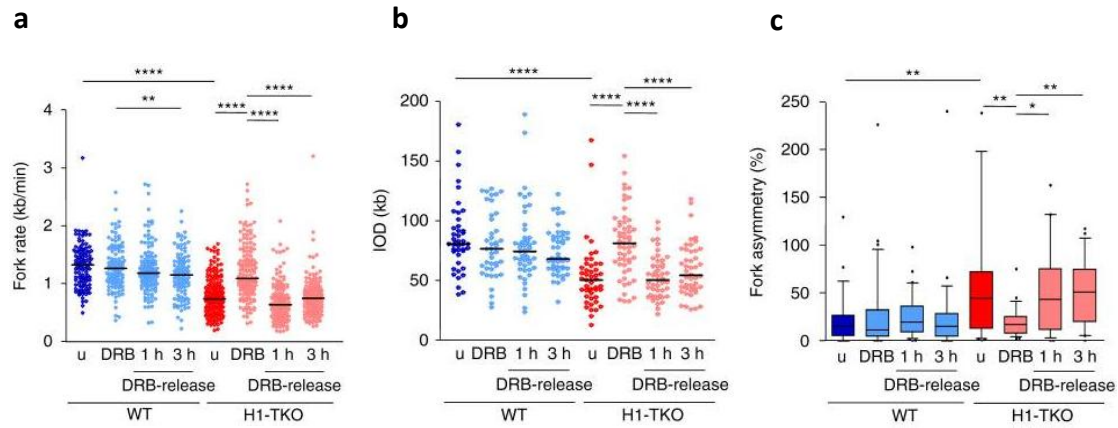 a
b
c
****
**
****
****
****
Fork rate (kb/min)
4
3
2
1
0
u DRB 1 h 3 h u DRB 1 h 3 h
DRB-release DRB-release
WT H1-TKO
****
****
****
****
IOD (kb)
200
150
100
50
0
u DRB 1 h 3 h u DRB 1 h 3 h
DRB-release DRB-release
WT H1-TKO
**
**
**
*
Fork asymmetry (%)
250
200
150
100
50
0
u DRB 1 h 3 h u DRB 1 h 3 h
DRB-release DRB-release
WT H1-TKO